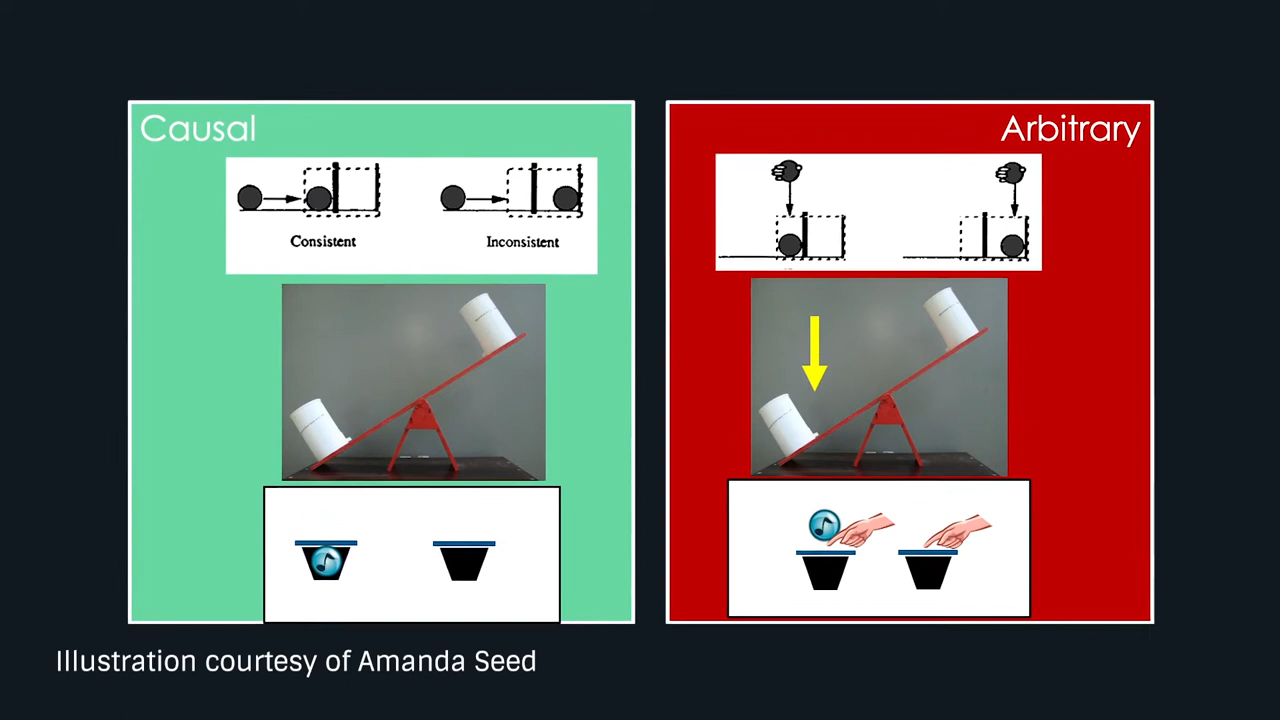 Causal
Arbitrary
Consistent
Inconsistent
Illustration courtesy of Amanda Seed